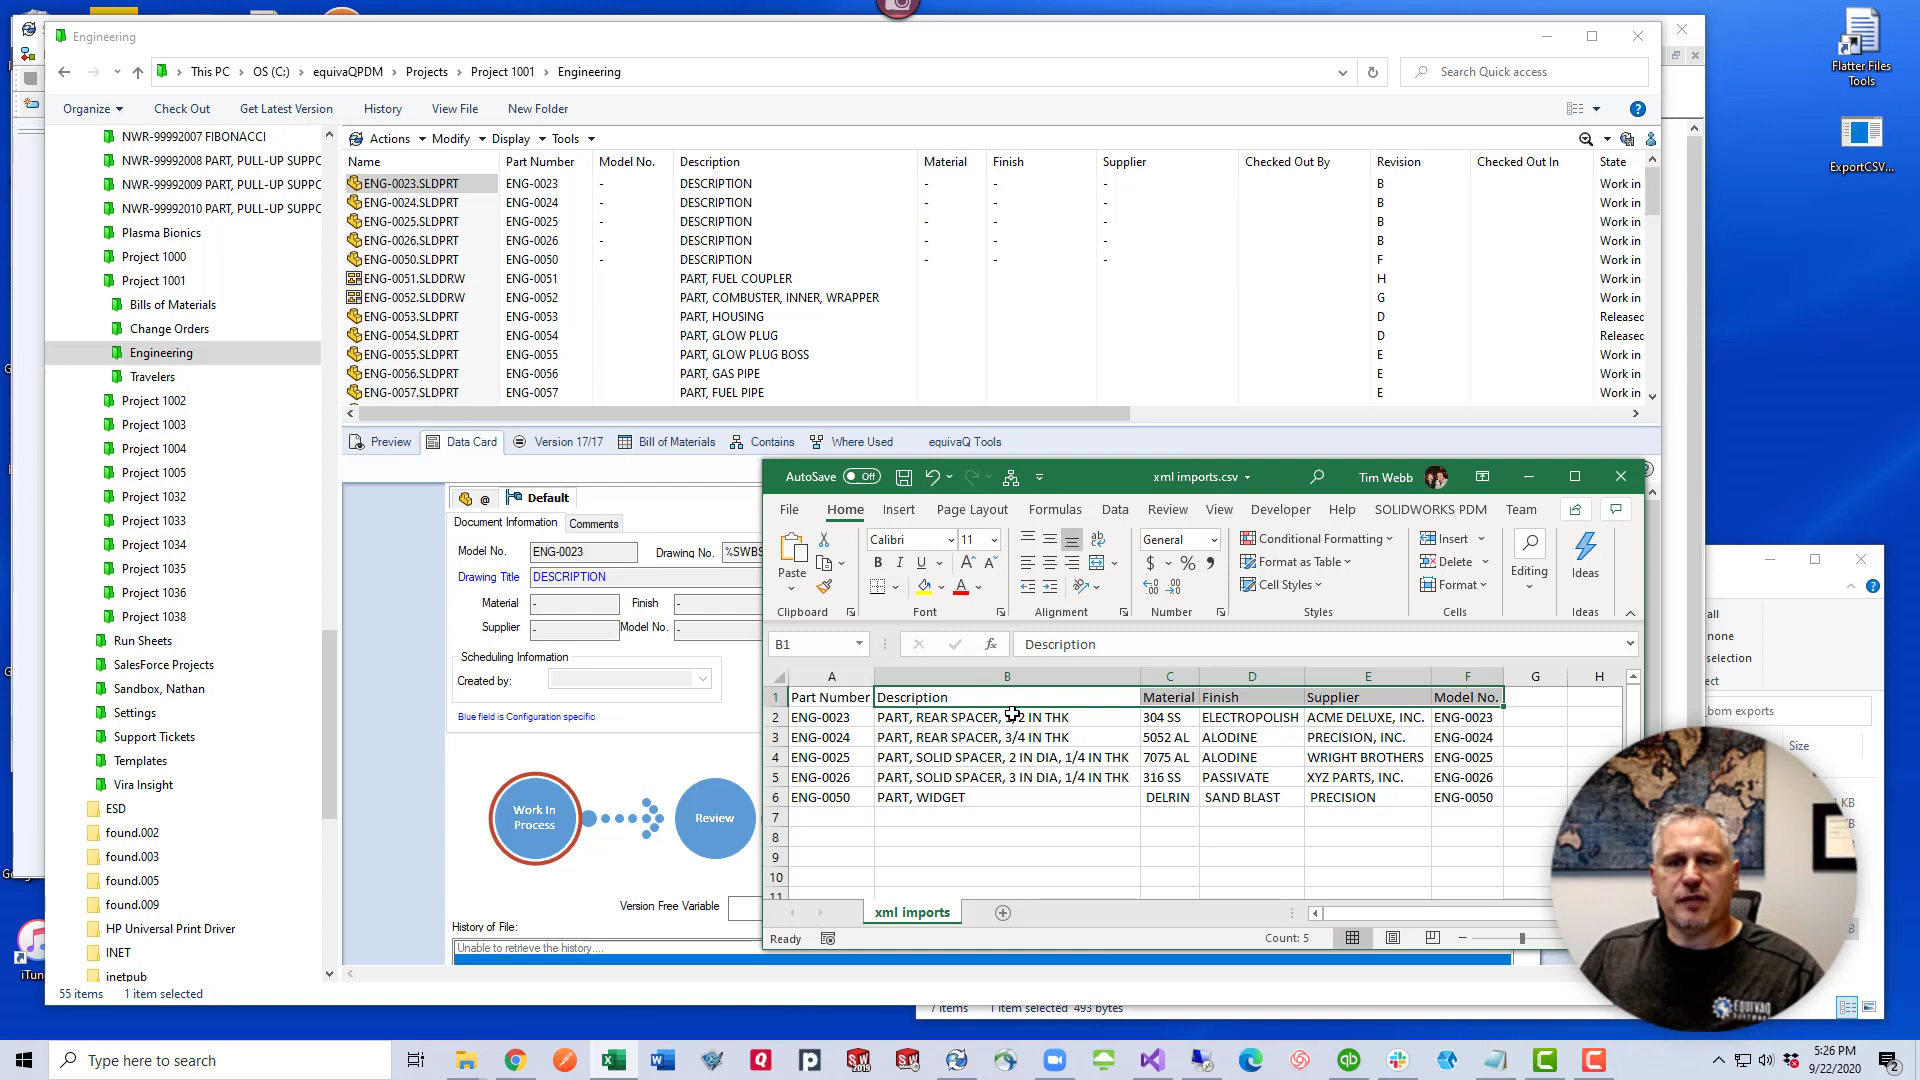 Engineering
This PC > OS (C:) > equivaQPDM > Projects > Project 1001 > Engineering
Search Quick access
Organize Check Out Get Latest Version History View File New Folder
Actions Modify Display Tools
Name Part Number Model No. Description Material Finish Supplier Checked Out By Revision Checked Out In State
ENG-0023.SLDPRT ENG-0023 - DESCRIPTION - - - B Work in
ENG-0024.SLDPRT ENG-0024 - DESCRIPTION - - - B Work in
ENG-0025.SLDPRT ENG-0025 - DESCRIPTION - - - B Work in
ENG-0026.SLDPRT ENG-0026 - DESCRIPTION - - - B Work in
ENG-0050.SLDPRT ENG-0050 - DESCRIPTION - - - F Work in
ENG-0051.SLDDRW ENG-0051 PART, FUEL COUPLER H Work in
ENG-0052.SLDDRW ENG-0052 PART, COMBUSTER, INNER, WRAPPER G Work in
ENG-0053.SLDPRT ENG-0053 PART, HOUSING D Released
ENG-0054.SLDPRT ENG-0054 PART, GLOW PLUG D Released
ENG-0055.SLDPRT ENG-0055 PART, GLOW PLUG BOSS E Work in
ENG-0056.SLDPRT ENG-0056 PART, GAS PIPE E Work in
ENG-0057.SLDPRT ENG-0057 PART, FUEL PIPE E Work in
NWR-99992007 FIBONACCI
NWR-99992008 PART, PULL-UP SUPPC
NWR-99992009 PART, PULL-UP SUPPC
NWR-99992010 PART, PULL-UP SUPPC
Plasma Bionics
Project 1000
Project 1001
Bills of Materials
Change Orders
Engineering
Travelers
Project 1002
Project 1003
Project 1004
Project 1005
Project 1032
Project 1033
Project 1034
Project 1035
Project 1036
Project 1038
Run Sheets
SalesForce Projects
Sandbox, Nathan
Settings
Support Tickets
Templates
Vira Insight
ESD
found.002
found.003
found.005
found.009
HP Universal Print Driver
INET
inetpub
55 items 1 item selected
Preview Data Card Version 17/17 Bill of Materials Contains Where Used equivaQ Tools
@ Default
Document Information Comments
Model No. ENG-0023 Drawing No. %SWBS
Drawing Title DESCRIPTION
Material - Finish -
Supplier - Model No. -
Scheduling Information
Created by:
Blue field is Configuration specific
Work In
Process
Review
Version Free Variable
History of File:
Unable to retrieve the history....
AutoSave Off xml imports.csv Tim Webb
File Home Insert Page Layout Formulas Data Review View Developer Help SOLIDWORKS PDM Team
Paste Calibri 11 General Conditional Formatting Insert Editing Ideas
Format as Table Delete
Cell Styles Format
Clipboard Font Alignment Number Styles Cells Ideas
B1 fx Description
A B C D E F G H
1 Part Number Description Material Finish Supplier Model No.
2 ENG-0023 PART, REAR SPACER, /2 IN THK 304 SS ELECTROPOLISH ACME DELUXE, INC. ENG-0023
3 ENG-0024 PART, REAR SPACER, 3/4 IN THK 5052 AL ALODINE PRECISION, INC. ENG-0024
4 ENG-0025 PART, SOLID SPACER, 2 IN DIA, 1/4 IN THK 7075 AL ALODINE WRIGHT BROTHERS ENG-0025
5 ENG-0026 PART, SOLID SPACER, 3 IN DIA, 1/4 IN THK 316 SS PASSIVATE XYZ PARTS, INC. ENG-0026
6 ENG-0050 PART, WIDGET DELRIN SAND BLAST PRECISION ENG-0050
7
8
9
10
11
xml imports
Ready Count: 5
Flatter Files
Tools
ExportCSV...
all
none
selection
ect
Size
KB
7 items 1 item selected 493 bytes
EQUIVAQ
iTun
Type here to search
5:26 PM
9/22/2020
2